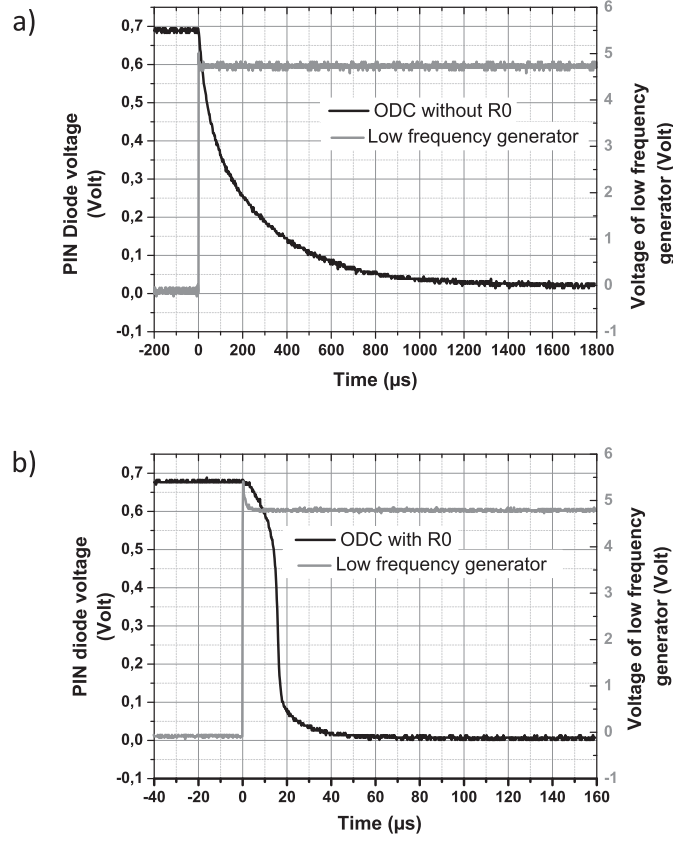 a)
0,7
0,6
0,5
0,4
0,3
0,2
0,1
0,0
-0,1
PIN Diode voltage
(Volt)
ODC without R0
Low frequency generator
6
5
4
3
2
1
0
-1
Voltage of low frequency
generator (Volt)
-200 0 200 400 600 800 1000 1200 1400 1600 1800
Time (µs)
b)
0,7
0,6
0,5
0,4
0,3
0,2
0,1
0,0
-0,1
PIN diode voltage
(Volt)
ODC with R0
Low frequency generator
6
5
4
3
2
1
0
-1
Voltage of low frequency
generator (Volt)
-40 -20 0 20 40 60 80 100 120 140 160
Time (µs)